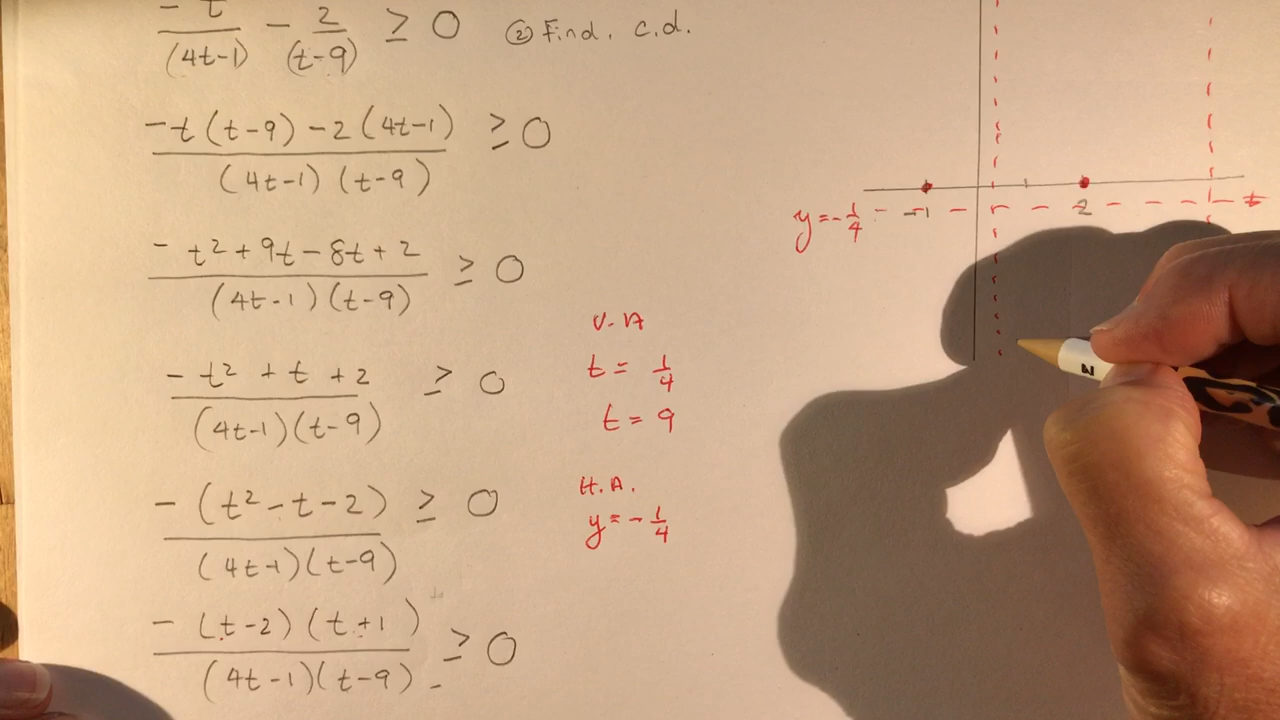 - t / (4t-1) - 2 / (t-9) ≥ 0 ② Find. c.d.
-t(t-9) -2(4t-1) / (4t-1)(t-9) ≥ 0
- t² + 9t - 8t + 2 / (4t-1)(t-9) ≥ 0
- t² + t + 2 / (4t-1)(t-9) ≥ 0
- (t² - t - 2) / (4t-1)(t-9) ≥ 0
- (t-2)(t+1) / (4t-1)(t-9) ≥ 0
V.A
t = 1/4
t = 9
H.A.
y = - 1/4
y = - 1/4 -1 2 t
N